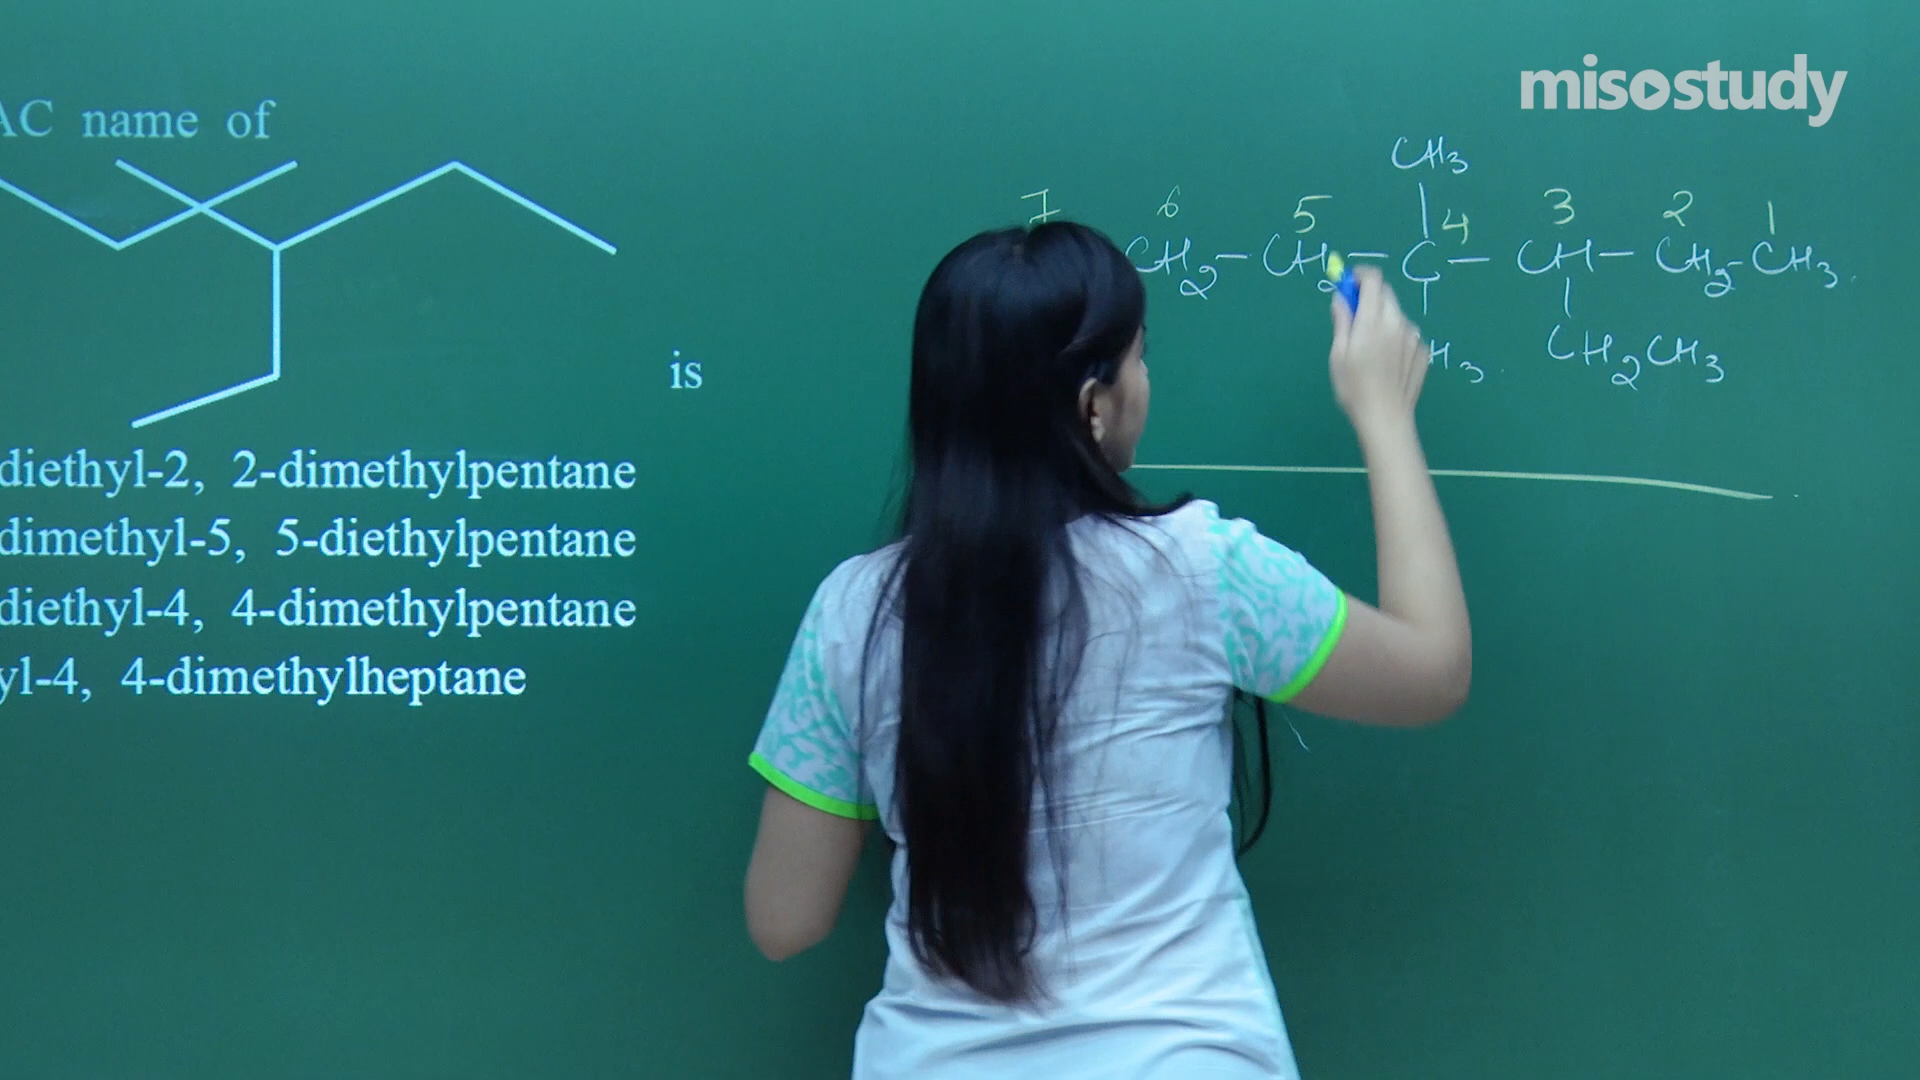 misostudy
AC name of
is
diethyl-2, 2-dimethylpentane
dimethyl-5, 5-diethylpentane
diethyl-4, 4-dimethylpentane
yl-4, 4-dimethylheptane
CH3
7 6 5 4 3 2 1
CH2 - CH2 - C - CH - CH2 - CH3
H3 CH2CH3